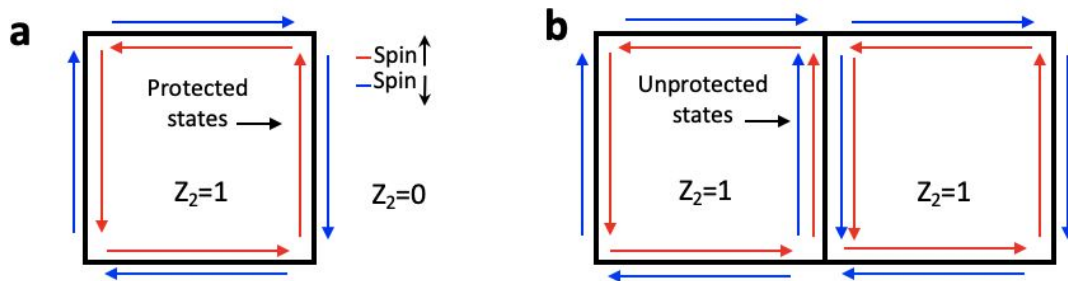 a
Spin
Spin
Protected
states
Z₂=1
Z₂=0
b
Unprotected
states
Z₂=1
Z₂=1